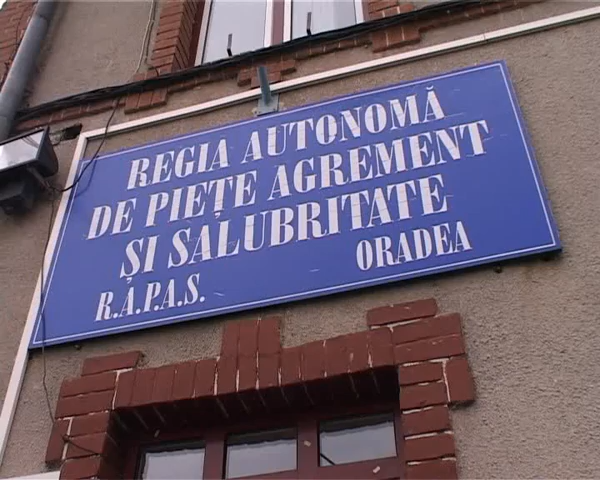 REGIA AUTONOMĂ
DE PIEȚE AGREMENT
ȘI SALUBRITATE
ORADEA
R.A.P.A.S.